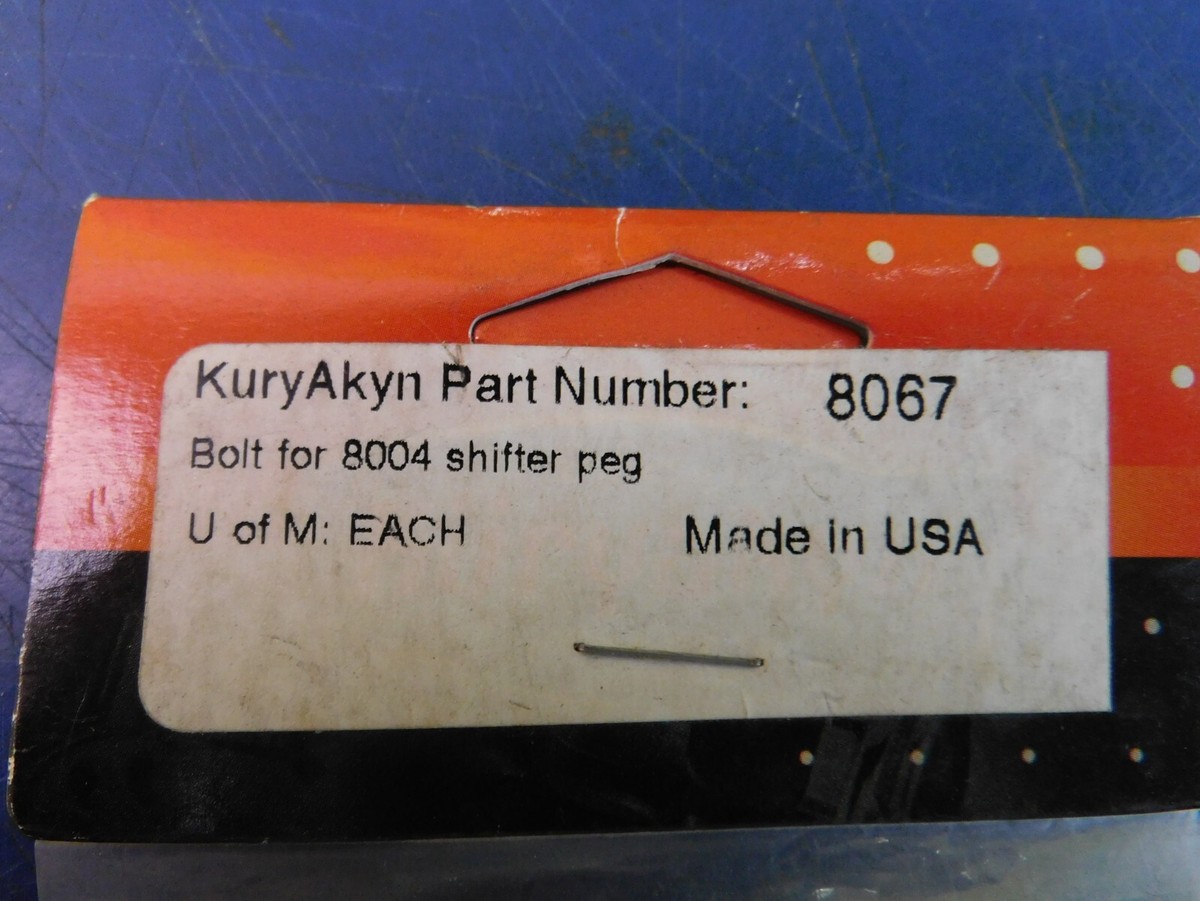 KuryAkyn Part Number: 8067
Bolt for 8004 shifter peg
U of M: EACH Made in USA